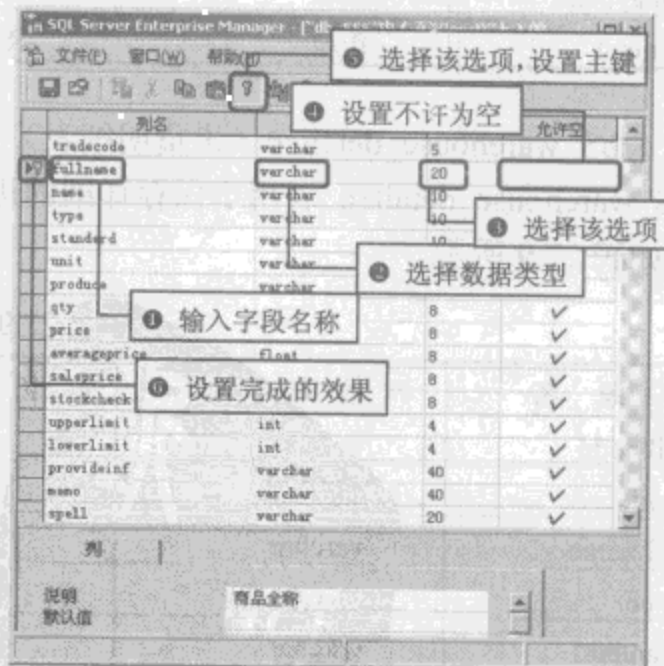 SQL Server Enterprise Manager
文件(F) 窗口(W) 帮助(H)
❺ 选择该选项,设置主键
❹ 设置不许为空
列名 允许空
tradecode varchar 5
fullname varchar 20
name varchar 10
type varchar 10
❸ 选择该选项
standard varchar 10
unit varchar
❷ 选择数据类型
produce varchar
qty 8
❶ 输入字段名称
price 8
averageprice float 8
saleprice 8
❻ 设置完成的效果
stockcheck 8
upperlimit int 4
lowerlimit int 4
provideinf varchar 40
memo varchar 40
spell varchar 20
列
说明 商品全称
默认值